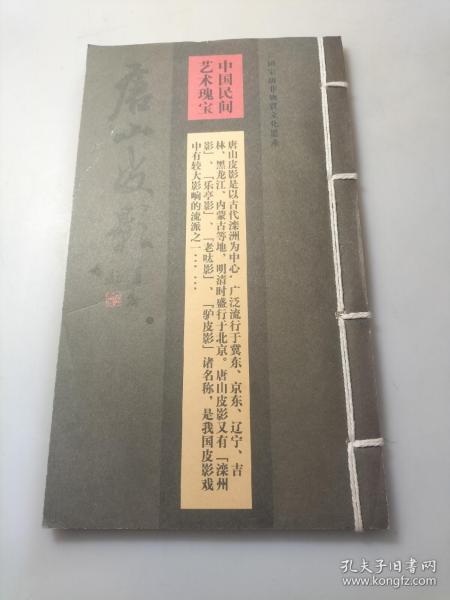 国家级非物质文化遗产
中国民间
艺术瑰宝
唐山皮影是以古代滦洲为中心,广泛流行于冀东、京东、辽宁、吉
林、黑龙江、内蒙古等地,明清时盛行于北京。唐山皮影又有「滦州
影」、「乐亭影」、「老呔影」、「驴皮影」诸名称,是我国皮影戏
中有较大影响的流派之一……
唐山皮影
孔夫子旧书网
www.kongfz.com